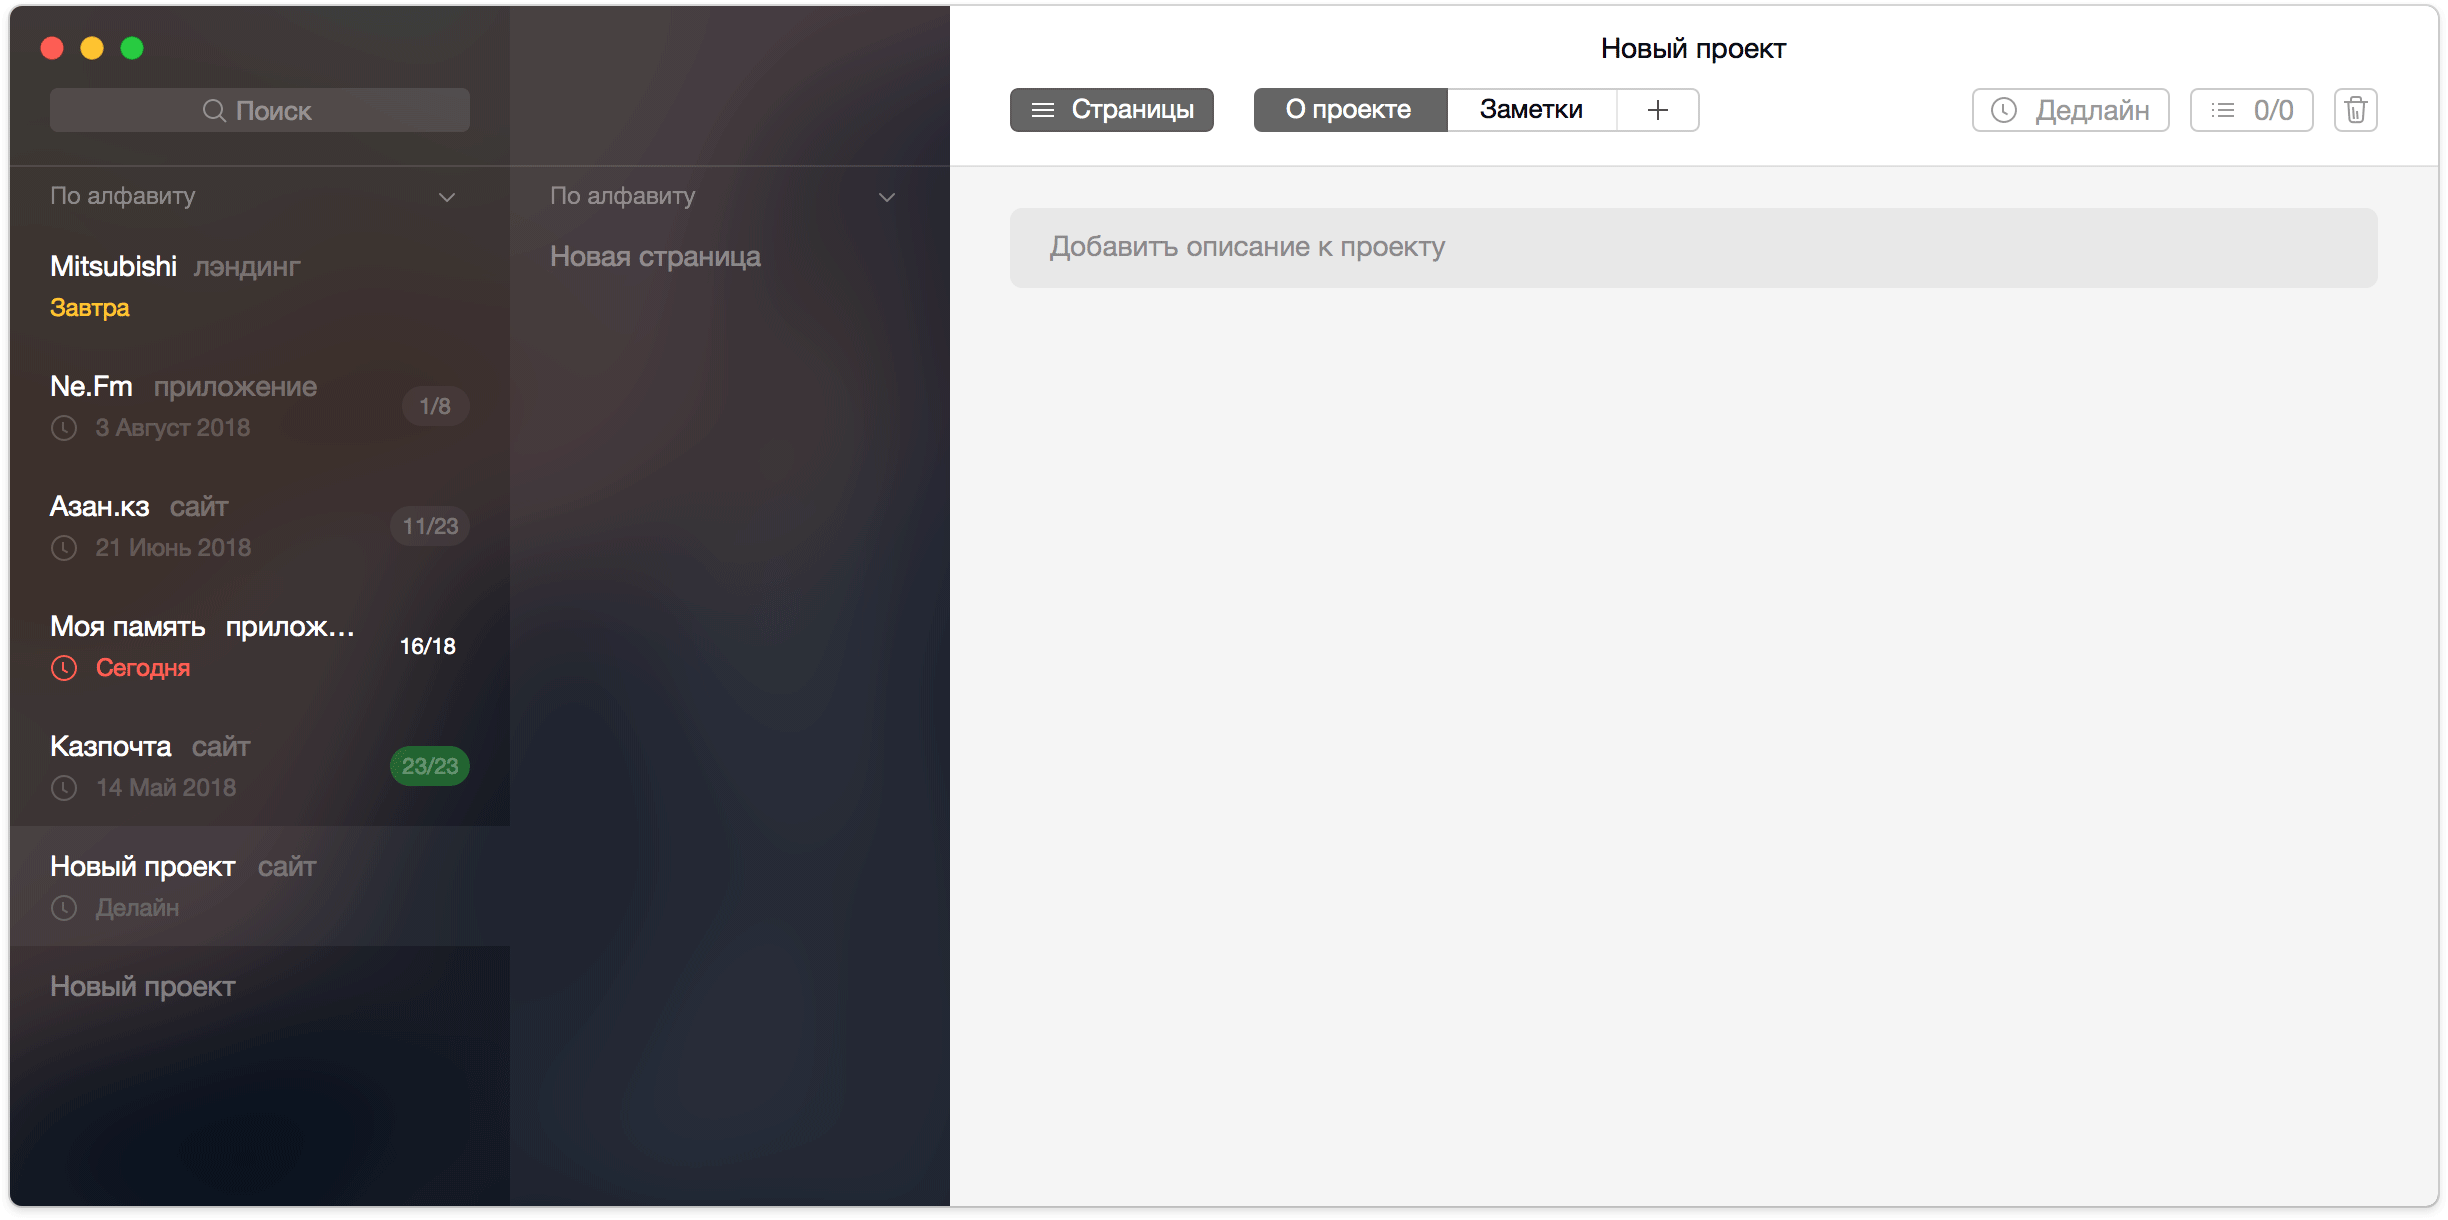 Поиск
По алфавиту
Mitsubishi лэндинг
Завтра
Ne.Fm приложение
1/8
3 Август 2018
Азан.кз сайт
11/23
21 Июнь 2018
Моя память прилож...
16/18
Сегодня
Казпочта сайт
23/23
14 Май 2018
Новый проект сайт
Делайн
Новый проект
По алфавиту
Новая страница
Новый проект
Страницы О проекте Заметки + Дедлайн 0/0
Добавить описание к проекту